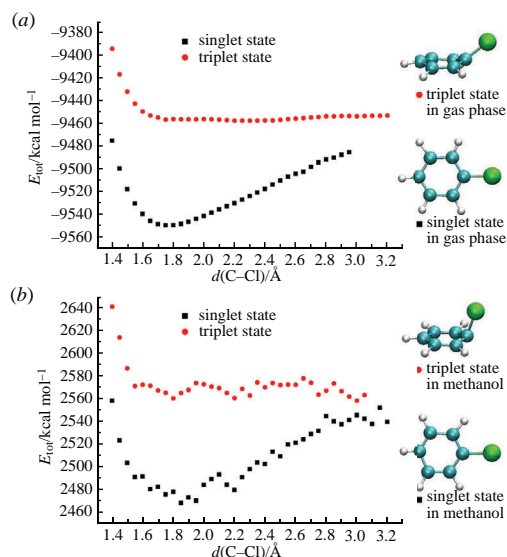 (a)
–9380
–9400
–9420
–9440
–9460
–9480
–9500
–9520
–9540
–9560
E_tot/kcal mol⁻¹
singlet state
triplet state
1.4 1.6 1.8 2.0 2.2 2.4 2.6 2.8 3.0 3.2
d(C–Cl)/Å
triplet state
in gas phase
singlet state
in gas phase
(b)
2640
2620
2600
2580
2560
2540
2520
2500
2480
2460
E_tot/kcal mol⁻¹
singlet state
triplet state
1.4 1.6 1.8 2.0 2.2 2.4 2.6 2.8 3.0 3.2
d(C–Cl)/Å
triplet state
in methanol
singlet state
in methanol